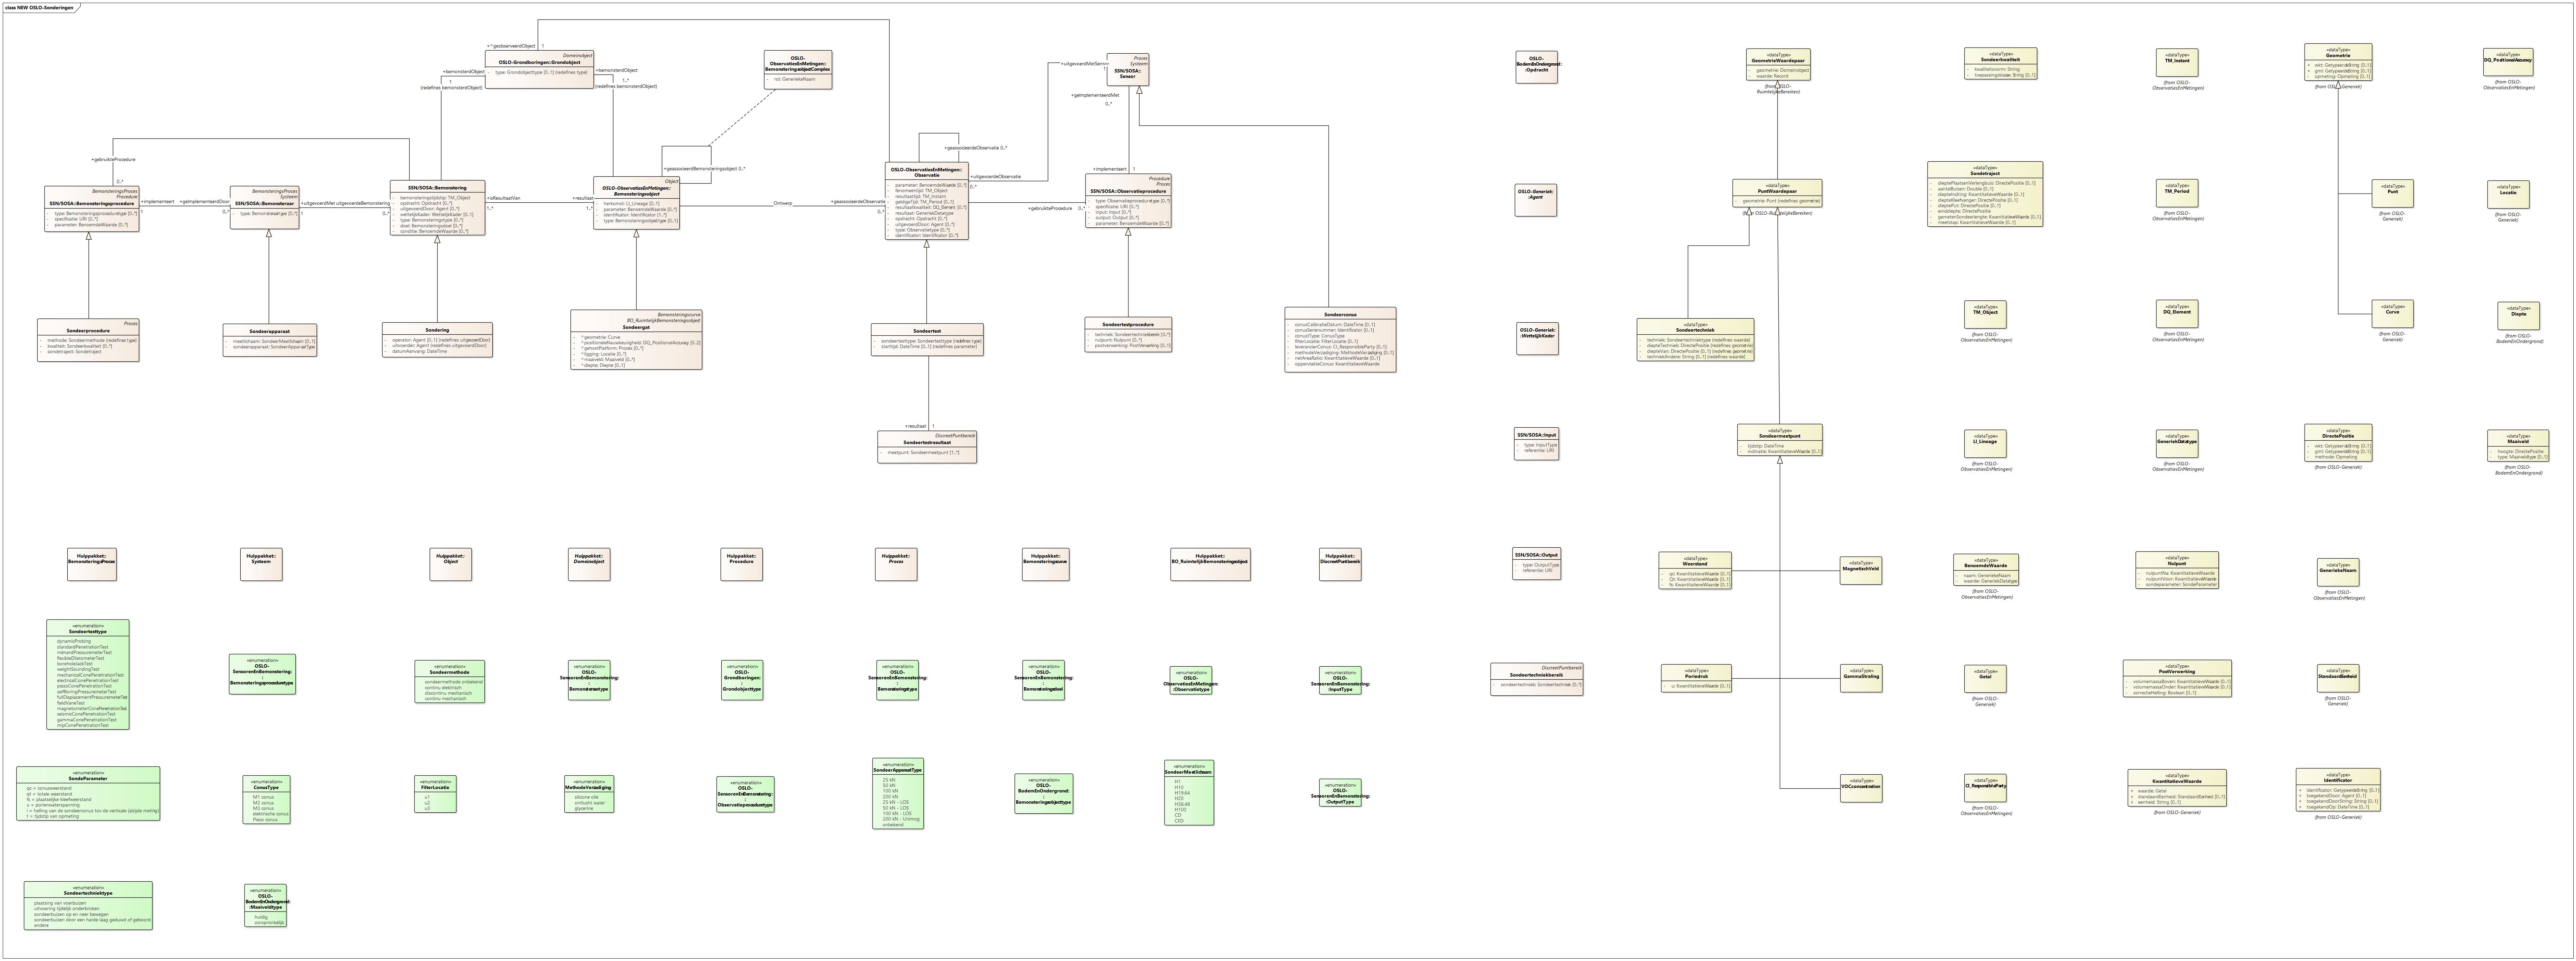 class NEW OSLO-Sonderingen
+^geobserveerdObject 1
Domeinobject
OSLO-Grondboringen::Grondobject
- type: Grondobjecttype [0..1] {redefines type}
+bemonsterdObject
1
{redefines bemonsterdObject}
+bemonsterdObject
1..*
{redefines bemonsterdObject}
OSLO-
ObservatiesEnMetingen::
BemonsteringsobjectComplex
- rol: GeneriekeNaam
Procedure
Systeem
SSN/SOSA::
Sensor
+uitgevoerdMetSensor
1
+geïmplementeerdMet
0..*
+gebruikteProcedure
0..*
BemonsteringsProces
Procedure
SSN/SOSA::Bemonsteringsprocedure
- type: Bemonsteringsproceduretype [0..*]
- specificatie: URI [0..*]
- parameter: BenoemdeWaarde [0..*]
+implementeert
1
+geïmplementeerdDoor
0..*
BemonsteringsProces
Systeem
SSN/SOSA::Bemonsteraar
- type: Bemonsteraartype [0..*]
+uitgevoerdMet
1
+uitgevoerdeBemonstering
0..*
SSN/SOSA::Bemonstering
- bemonsteringstijdstip: TM_Object
- opdracht: Opdracht [0..*]
- uitgevoerdDoor: Agent [0..*]
- wettelijkKader: WettelijkKader [0..1]
- type: Bemonsteringstype [0..*]
- doel: Bemonsteringsdoel [0..*]
- conditie: BenoemdeWaarde [0..*]
+isResultaatVan
1..*
+resultaat
1..*
Object
OSLO-ObservatiesEnMetingen::
Bemonsteringsobject
- herkomst: LI_Lineage [0..1]
- parameter: BenoemdeWaarde [0..1]
- identificator: Identificator [1..*]
- type: Bemonsteringsobjecttype [0..1]
+geassocieerdBemonsteringsobject 0..*
Ontwerp
+geassocieerdeObservatie
0..*
+geassocieerdeObservatie 0..*
OSLO-ObservatiesEnMetingen::
Observatie
- parameter: BenoemdeWaarde [0..*]
- fenomeentijd: TM_Object
- resultaattijd: TM_Instant
- geldigeTijd: TM_Period [0..1]
- resultaatkwaliteit: DQ_Element [0..*]
- resultaat: GeneriekDatatype
- opdracht: Opdracht [0..*]
- uitgevoerdDoor: Agent [0..*]
- type: Observatietype [0..*]
- identificator: Identificator [0..*]
+uitgevoerdeObservatie
0..*
+gebruikteProcedure
0..*
+implementeert 1
Procedure
Proces
SSN/SOSA::Observatieprocedure
- type: Observatieproceduretype [0..*]
- specificatie: URI [0..*]
- input: Input [0..*]
- output: Output [0..*]
- parameter: BenoemdeWaarde [0..*]
Proces
Sondeerprocedure
- methode: Sondeermethode {redefines type}
- kwaliteit: Sondeerkwaliteit [0..*]
- sondetraject: Sondetraject
Sondeerapparaat
- meetlichaam: SondeerMeetlichaam [0..1]
- sondeerapparaat: SondeerApparaatType
Sondering
- operator: Agent [0..1] {redefines uitgevoerdDoor}
- uitvoerder: Agent [0..*] {redefines uitgevoerdDoor}
- datumAanvang: DateTime
Bemonsteringscurve
BO_RuimtelijkBemonsteringsobject
Sondeergat
- ^geometrie: Curve
- ^positioneleNauwkeurigheid: DQ_PositionalAccuracy [0..2]
- ^gehostPlatform: Proces [0..*]
- ^ligging: Locatie [0..*]
- ^maaiveld: Maaiveld [0..*]
- ^diepte: Diepte [0..1]
Sondeertest
- sondeertesttype: Sondeertesttype {redefines type}
- starttijd: DateTime [0..1] {redefines parameter}
Sondeertestprocedure
- techniek: Sondeertechniekbereik [0..*]
- nulpunt: Nulpunt [0..*]
- postverwerking: PostVerwerking [0..1]
Sondeerconus
- conusCalibratieDatum: DateTime [0..1]
- conusSerienummer: Identificator [0..1]
- conusType: ConusType
- filterLocatie: FilterLocatie [0..1]
- leverancierConus: CI_ResponsibleParty [0..1]
- methodeVerzadiging: MethodeVerzadiging [0..1]
- netAreaRatio: KwantitatieveWaarde [0..1]
- oppervlakteConus: KwantitatieveWaarde
+resultaat 1
DiscreetPuntbereik
Sondeertestresultaat
- meetpunt: Sondeermeetpunt [1..*]
OSLO-
BodemEnOndergrond:
:Opdracht
OSLO-Generiek:
:Agent
OSLO-Generiek:
:WettelijkKader
SSN/SOSA::Input
- type: InputType
- referentie: URI
SSN/SOSA::Output
- type: OutputType
- referentie: URI
DiscreetPuntbereik
Sondeertechniekbereik
- sondeertechniek: Sondeertechniek [0..*]
«dataType»
GeometrieWaardepaar
- geometrie: Domeinobject
- waarde: Record
(from OSLO-
RuimtelijkeBereiken)
«dataType»
PuntWaardepaar
- geometrie: Punt {redefines geometrie}
(from OSLO-RuimtelijkeBereiken)
«dataType»
Sondeertechniek
- techniek: Sondeertechniektype {redefines waarde}
- diepteTechniek: DirectePositie {redefines geometrie}
- diepteVan: DirectePositie [0..1] {redefines geometrie}
- techniekAndere: String [0..1] {redefines waarde}
«dataType»
Sondeermeetpunt
- tijdstip: DateTime
- inclinatie: KwantitatieveWaarde [0..1]
«dataType»
Weerstand
- qc: KwantitatieveWaarde [0..1]
- Qt: KwantitatieveWaarde [0..1]
- fs: KwantitatieveWaarde [0..1]
«dataType»
MagnetischVeld
«dataType»
Poriedruk
- u: KwantitatieveWaarde [0..1]
«dataType»
GammaStraling
«dataType»
VOCconcentration
«dataType»
Sondeerkwaliteit
- kwaliteitsnorm: String
- toepassingsklasse: String [0..1]
«dataType»
Sondetraject
- dieptePlaatsenVerlengbuis: DirectePositie [0..1]
- aantalBuizen: Double [0..1]
- diepteIndring: KwantitatieveWaarde [0..1]
- diepteKleefvanger: DirectePositie [0..1]
- dieptePut: DirectePositie [0..1]
- einddiepte: DirectePositie
- gemetenSondeerlengte: KwantitatieveWaarde [0..1]
- meetstap: KwantitatieveWaarde [0..1]
«dataType»
TM_Object
(from OSLO-
ObservatiesEnMetingen)
«dataType»
LI_Lineage
(from OSLO-
ObservatiesEnMetingen)
«dataType»
BenoemdeWaarde
- naam: GeneriekeNaam
- waarde: GeneriekDatatype
(from OSLO-
ObservatiesEnMetingen)
«dataType»
Getal
(from OSLO-
Generiek)
«dataType»
CI_ResponsibleParty
(from OSLO-
ObservatiesEnMetingen)
«dataType»
TM_Instant
(from OSLO-
ObservatiesEnMetingen)
«dataType»
TM_Period
(from OSLO-
ObservatiesEnMetingen)
«dataType»
DQ_Element
(from OSLO-
ObservatiesEnMetingen)
«dataType»
GeneriekDatatype
(from OSLO-
ObservatiesEnMetingen)
«dataType»
Nulpunt
- nulpuntNa: KwantitatieveWaarde
- nulpuntVoor: KwantitatieveWaarde
- sondeparameter: SondeParameter
«dataType»
PostVerwerking
- volumemassaBoven: KwantitatieveWaarde [0..1]
- volumemassaOnder: KwantitatieveWaarde [0..1]
- correctieHelling: Boolean [0..1]
«dataType»
KwantitatieveWaarde
+ waarde: Getal
+ standaardEenheid: StandaardEenheid [0..1]
+ eenheid: String [0..1]
(from OSLO-Generiek)
«dataType»
Geometrie
+ wkt: GetypeerdeString [0..1]
+ gml: GetypeerdeString [0..1]
- opmeting: Opmeting [0..1]
(from OSLO-Generiek)
«dataType»
Punt
(from OSLO-
Generiek)
«dataType»
Curve
(from OSLO-
Generiek)
«dataType»
DirectePositie
- wkt: GetypeerdeString [0..1]
- gml: GetypeerdeString [0..1]
- methode: Opmeting
(from OSLO-Generiek)
«dataType»
GeneriekeNaam
(from OSLO-
ObservatiesEnMetingen)
«dataType»
StandaardEenheid
(from OSLO-
Generiek)
«dataType»
Identificator
+ identificator: GetypeerdeString [0..1]
+ toegekendDoor: Agent [0..1]
+ toegekendDoorString: String [0..1]
+ toegekendOp: DateTime [0..1]
(from OSLO-Generiek)
«dataType»
DQ_PositionalAccuracy
(from OSLO-
ObservatiesEnMetingen)
«dataType»
Locatie
(from OSLO-
Generiek)
«dataType»
Diepte
(from OSLO-
BodemEnOndergrond)
«dataType»
Maaiveld
- hoogte: DirectePositie
- type: Maaiveldtype [0..1]
(from OSLO-
BodemEnOndergrond)
Hulppakket::
BemonsteringsProces
Hulppakket::
Systeem
Hulppakket::
Object
Hulppakket::
Domeinobject
Hulppakket::
Procedure
Hulppakket::
Proces
Hulppakket::
Bemonsteringscurve
Hulppakket::
BO_RuimtelijkBemonsteringsobject
Hulppakket::
DiscreetPuntbereik
«enumeration»
Sondeertesttype
dynamicProbing
standardPenetrationTest
menardPressuremeterTest
flexibleDilatometerTest
boreholeJackTest
weightSoundingTest
mechanicalConePenetrationTest
electricalConePenetrationTest
piezoConePenetrationTest
selfBoringPressuremeterTest
fullDisplacementPressuremeterTest
fieldVaneTest
magnetometerConePenetrationTest
seismicConePenetrationTest
gammaConePenetrationTest
mipConePenetrationTest
«enumeration»
OSLO-
SensorenEnBemonstering:
:
Bemonsteringsproceduretype
«enumeration»
Sondeermethode
sondeermethode onbekend
continu elektrisch
discontinu mechanisch
continu mechanisch
«enumeration»
OSLO-
SensorenEnBemonstering:
:
Bemonsteraartype
«enumeration»
OSLO-
Grondboringen:
:
Grondobjecttype
«enumeration»
OSLO-
SensorenEnBemonstering:
:
Bemonsteringstype
«enumeration»
OSLO-
SensorenEnBemonstering:
:
Bemonsteringsdoel
«enumeration»
OSLO-
ObservatiesEnMetingen:
:Observatietype
«enumeration»
OSLO-
SensorenEnBemonstering:
:InputType
«enumeration»
SondeParameter
qc = conusweerstand
qt = totale weerstand
fs = plaatselijke kleefweerstand
u = poriewaterspanning
i = helling van de sondeerconus tov de verticale (altijde meting)
t = tijdstip van opmeting
«enumeration»
ConusType
M1 conus
M2 conus
M3 conus
elektrische conus
Piezo conus
«enumeration»
FilterLocatie
u1
u2
u3
«enumeration»
MethodeVerzadiging
silicone olie
ontlucht water
glycerine
«enumeration»
OSLO-
SensorenEnBemonstering:
:
Observatieproceduretype
«enumeration»
SondeerApparaatType
25 kN
50 kN
100 kN
200 kN
25 kN - LOS
50 kN - LOS
100 kN - LOS
200 kN - Unimog
onbekend
«enumeration»
OSLO-
BodemEnOndergrond:
:
Bemonsteringsobjecttype
«enumeration»
SondeerMeetlichaam
H1
H10
H19.64
H20
H38.48
H100
CD
CFD
«enumeration»
OSLO-
SensorenEnBemonstering:
:OutputType
«enumeration»
Sondeertechniektype
plaatsing van voerbuizen
uitvoering tijdelijk onderbroken
sondeerbuizen op en neer bewegen
sondeerbuizen door een harde laag geduwd of geboord
andere
«enumeration»
OSLO-
BodemEnOndergrond:
:Maaiveldtype
huidig
oorspronkelijk